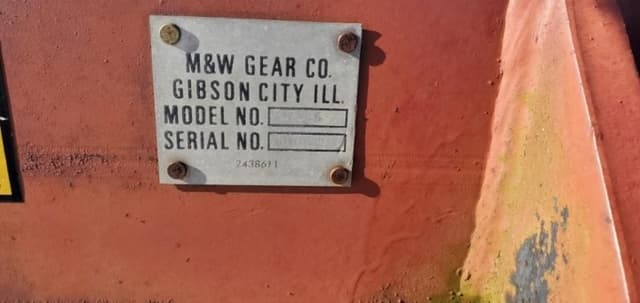 M&W GEAR CO.
GIBSON CITY ILL.
MODEL NO.
SERIAL NO.
2438611